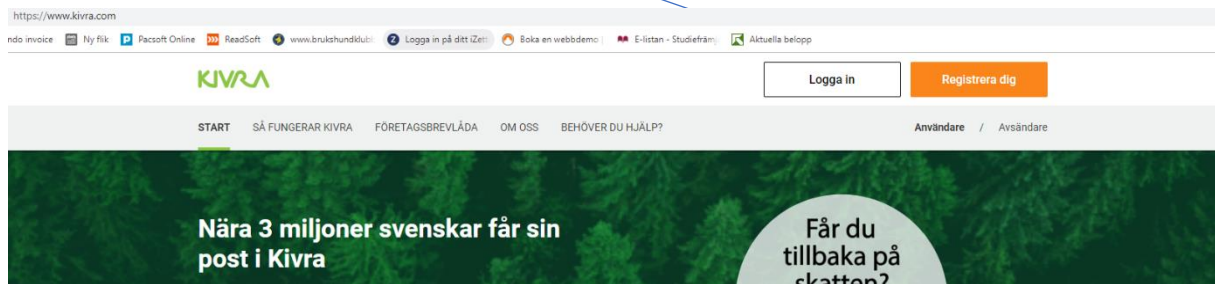 https://www.kivra.com
ndo invoice Ny flik Pacsoft Online ReadSoft www.brukshundklubb Logga in på ditt iZett Boka en webbdemo | E-listan - Studiefrämj Aktuella belopp
KIVRA Logga in Registrera dig
START SÅ FUNGERAR KIVRA FÖRETAGSBREVLÅDA OM OSS BEHÖVER DU HJÄLP? Användare / Avsändare
Nära 3 miljoner svenskar får sin
post i Kivra
Får du
tillbaka på
skatten?